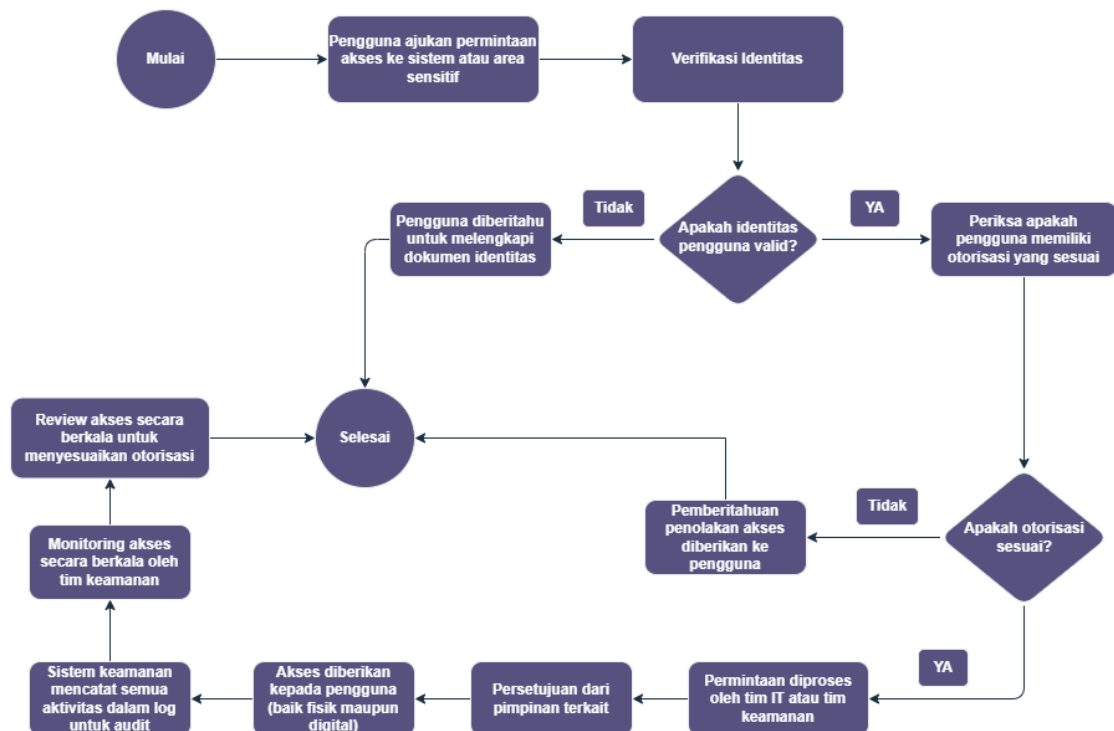 Mulai
Pengguna ajukan permintaan
akses ke sistem atau area
sensitif
Verifikasi Identitas
Apakah identitas
pengguna valid?
Tidak
Pengguna diberitahu
untuk melengkapi
dokumen identitas
YA
Periksa apakah
pengguna memiliki
otorisasi yang sesuai
Apakah otorisasi
sesuai?
Tidak
Pemberitahuan
penolakan akses
diberikan ke
pengguna
YA
Permintaan diproses
oleh tim IT atau tim
keamanan
Persetujuan dari
pimpinan terkait
Akses diberikan
kepada pengguna
(baik fisik maupun
digital)
Sistem keamanan
mencatat semua
aktivitas dalam log
untuk audit
Monitoring akses
secara berkala oleh
tim keamanan
Review akses secara
berkala untuk
menyesuaikan otorisasi
Selesai